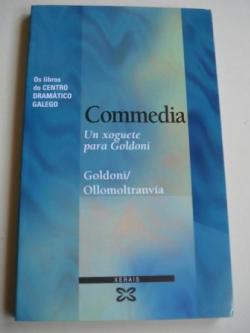 Os libros
do CENTRO
DRAMÁTICO
GALEGO
Commedia
Un xoguete
para Goldoni
Goldoni/
Ollomoltranvía
XERAIS